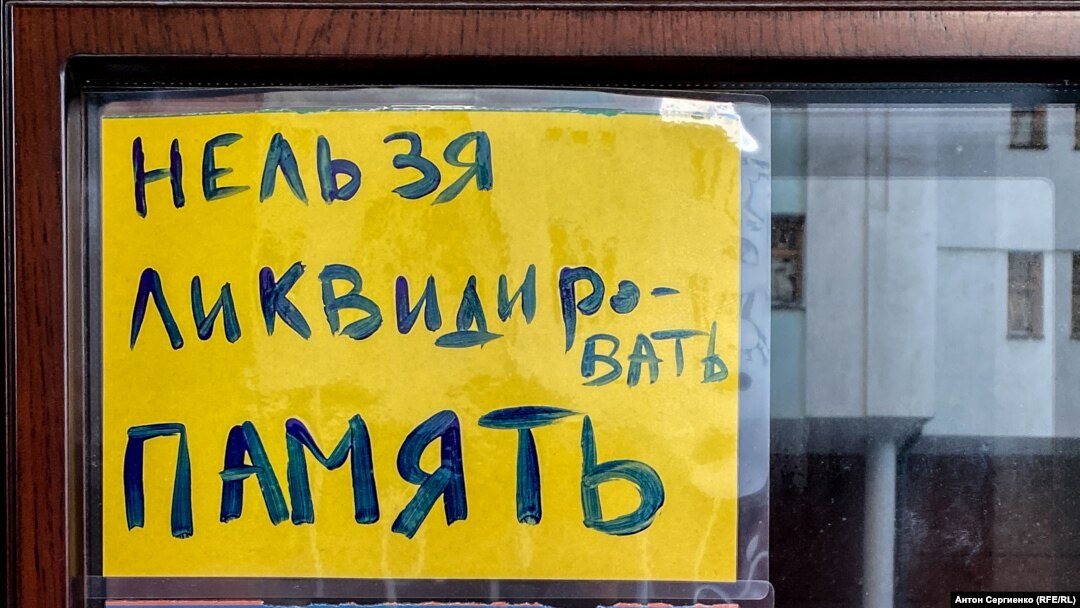 НЕЛЬЗЯ
ЛИКВИДИРО-
ВАТЬ
ПАМЯТЬ
Антон Сергиенко (RFE/RL)